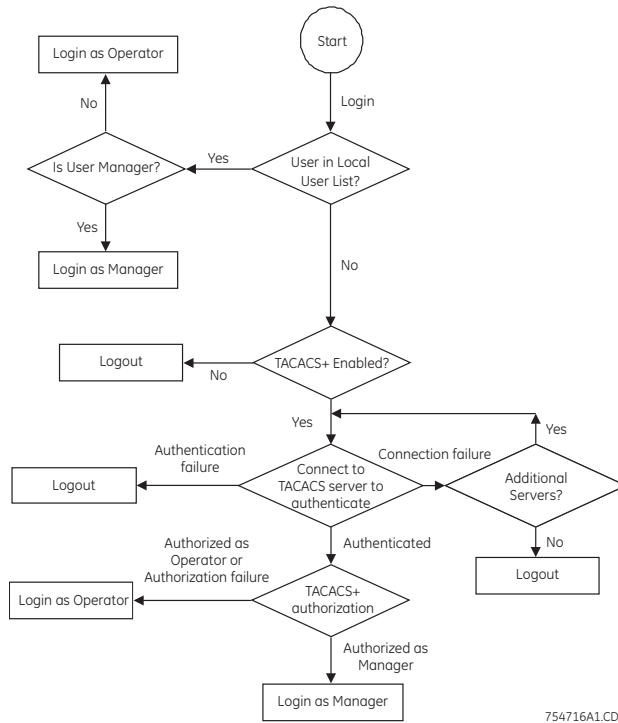 Start
Login as Operator
Login
No
User in Local
User List?
Yes
Is User Manager?
Yes
Login as Manager
No
TACACS+ Enabled?
No
Logout
Yes
Yes
Authentication
failure
Connection failure
Connect to
TACACS server to
authenticate
Additional
Servers?
Logout
No
Authenticated
Logout
Authorized as
Operator or
Authorization failure
TACACS+
authorization
Login as Operator
Authorized as
Manager
Login as Manager
754716A1.CD